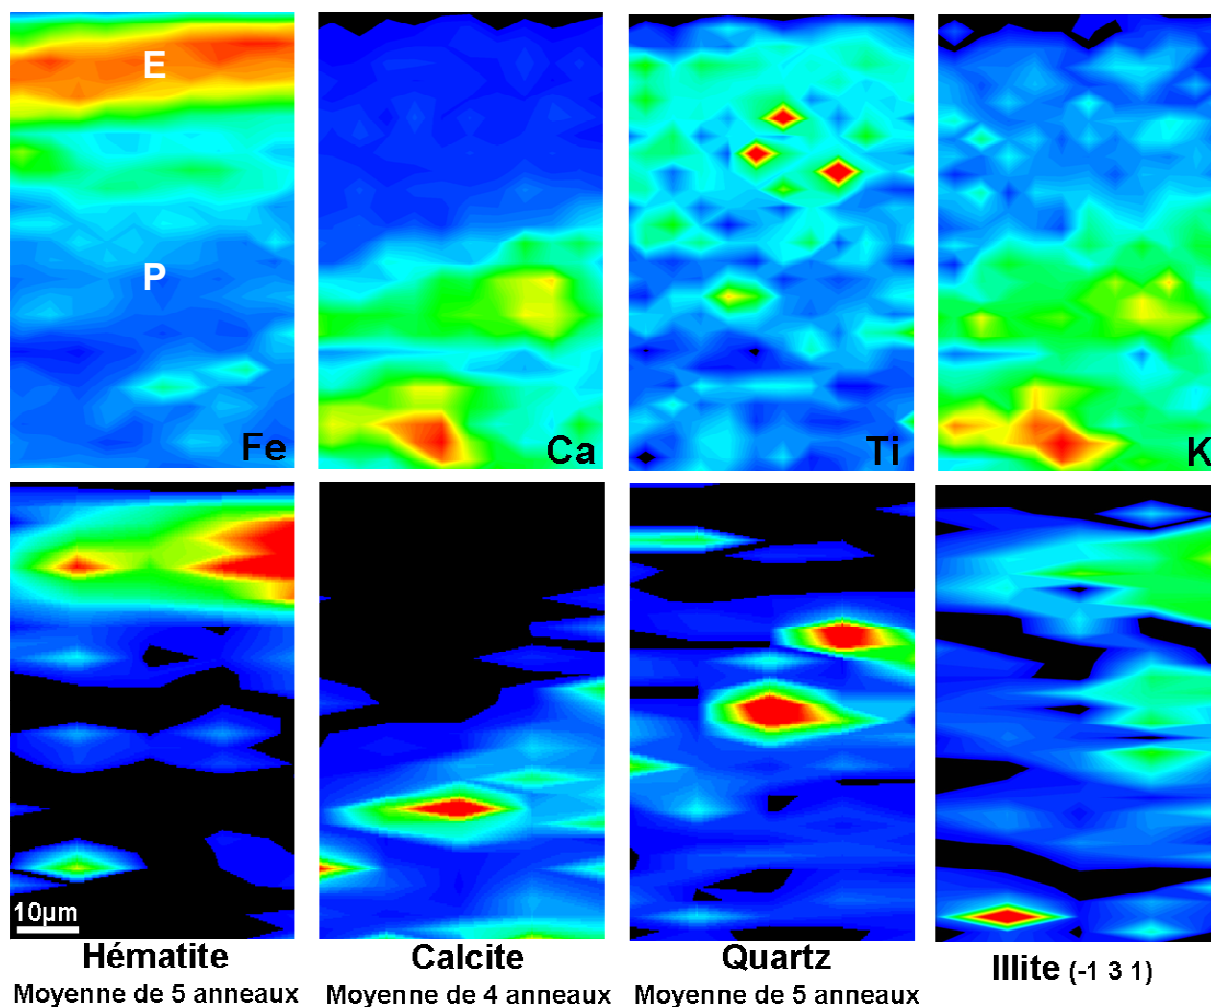 E
P
Fe
Ca
Ti
K
10µm
Hématite
Calcite
Quartz
Illite (-1 3 1)
Moyenne de 5 anneaux
Moyenne de 4 anneaux
Moyenne de 5 anneaux